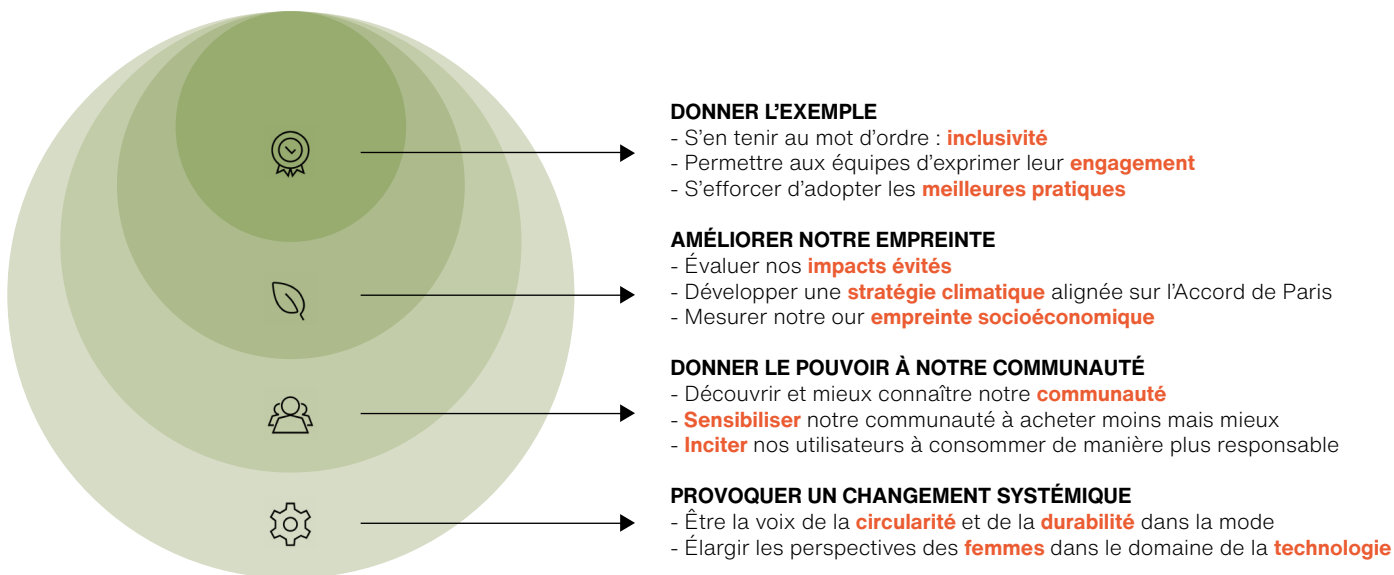 DONNER L’EXEMPLE
- S’en tenir au mot d’ordre : inclusivité
- Permettre aux équipes d’exprimer leur engagement
- S’efforcer d’adopter les meilleures pratiques
AMÉLIORER NOTRE EMPREINTE
- Évaluer nos impacts évités
- Développer une stratégie climatique alignée sur l’Accord de Paris
- Mesurer notre our empreinte socioéconomique
DONNER LE POUVOIR À NOTRE COMMUNAUTÉ
- Découvrir et mieux connaître notre communauté
- Sensibiliser notre communauté à acheter moins mais mieux
- Inciter nos utilisateurs à consommer de manière plus responsable
PROVOQUER UN CHANGEMENT SYSTÉMIQUE
- Être la voix de la circularité et de la durabilité dans la mode
- Élargir les perspectives des femmes dans le domaine de la technologie